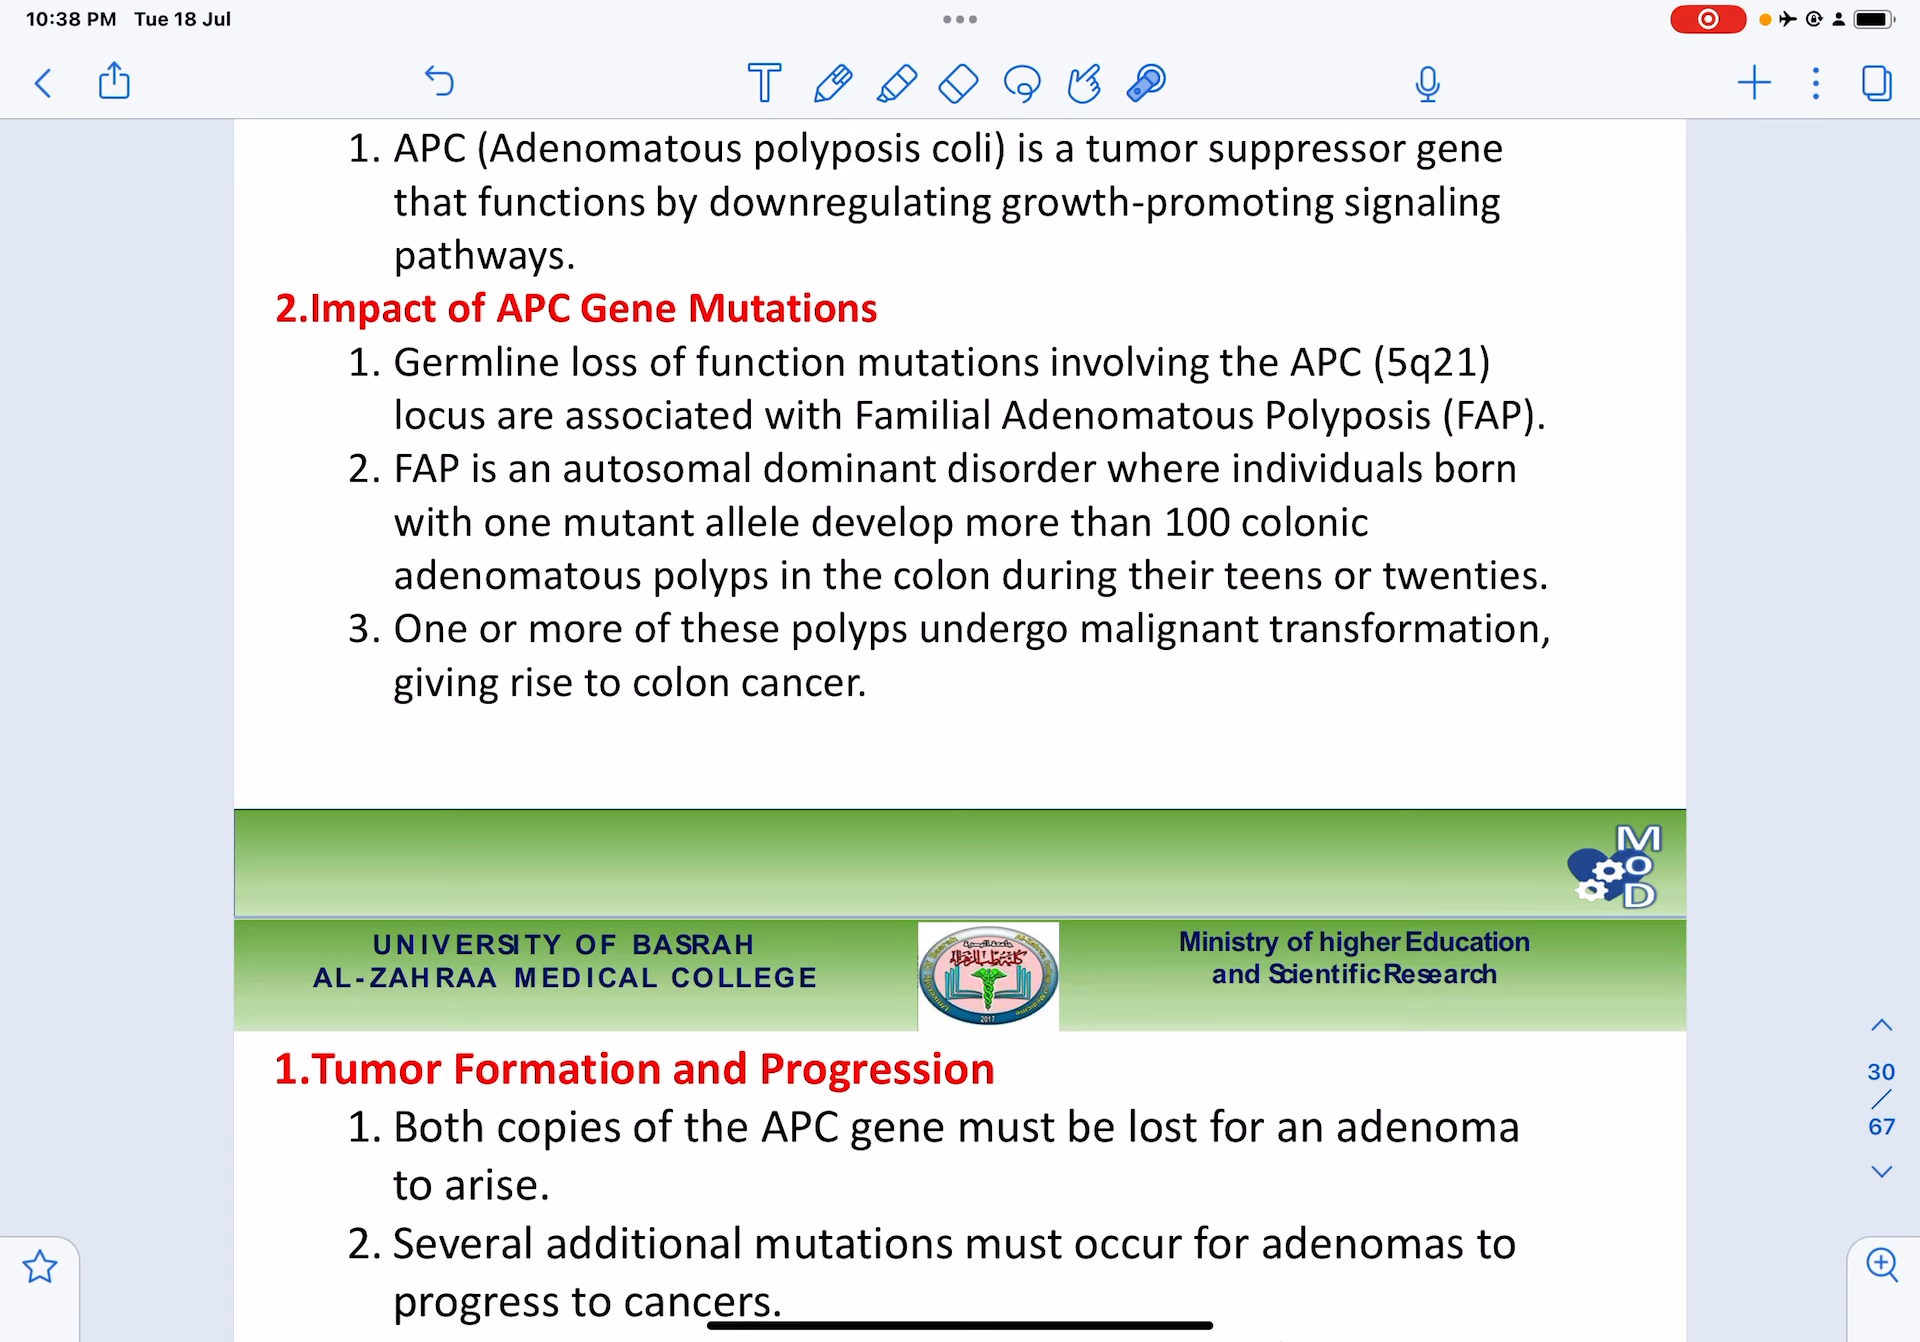 10:38 PM Tue 18 Jul
1. APC (Adenomatous polyposis coli) is a tumor suppressor gene
that functions by downregulating growth-promoting signaling
pathways.
2.Impact of APC Gene Mutations
1. Germline loss of function mutations involving the APC (5q21)
locus are associated with Familial Adenomatous Polyposis (FAP).
2. FAP is an autosomal dominant disorder where individuals born
with one mutant allele develop more than 100 colonic
adenomatous polyps in the colon during their teens or twenties.
3. One or more of these polyps undergo malignant transformation,
giving rise to colon cancer.
M
O
D
UNIVERSITY OF BASRAH
AL-ZAHRAA MEDICAL COLLEGE
2017
Ministry of higher Education
and Scientific Research
1.Tumor Formation and Progression
1. Both copies of the APC gene must be lost for an adenoma
to arise.
2. Several additional mutations must occur for adenomas to
progress to cancers.
30
/
67